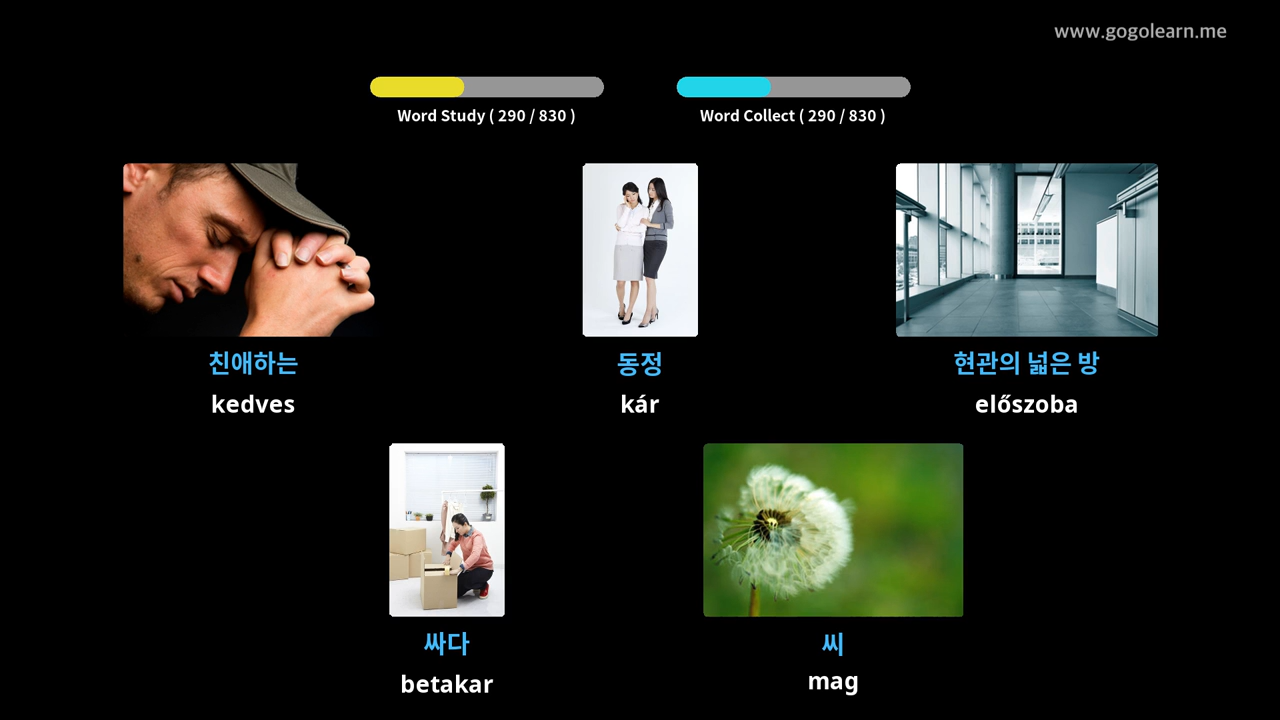 www.gogolearn.me
Word Study ( 290 / 830 )
Word Collect ( 290 / 830 )
친애하는
kedves
동정
kár
현관의 넓은 방
előszoba
싸다
betakar
씨
mag